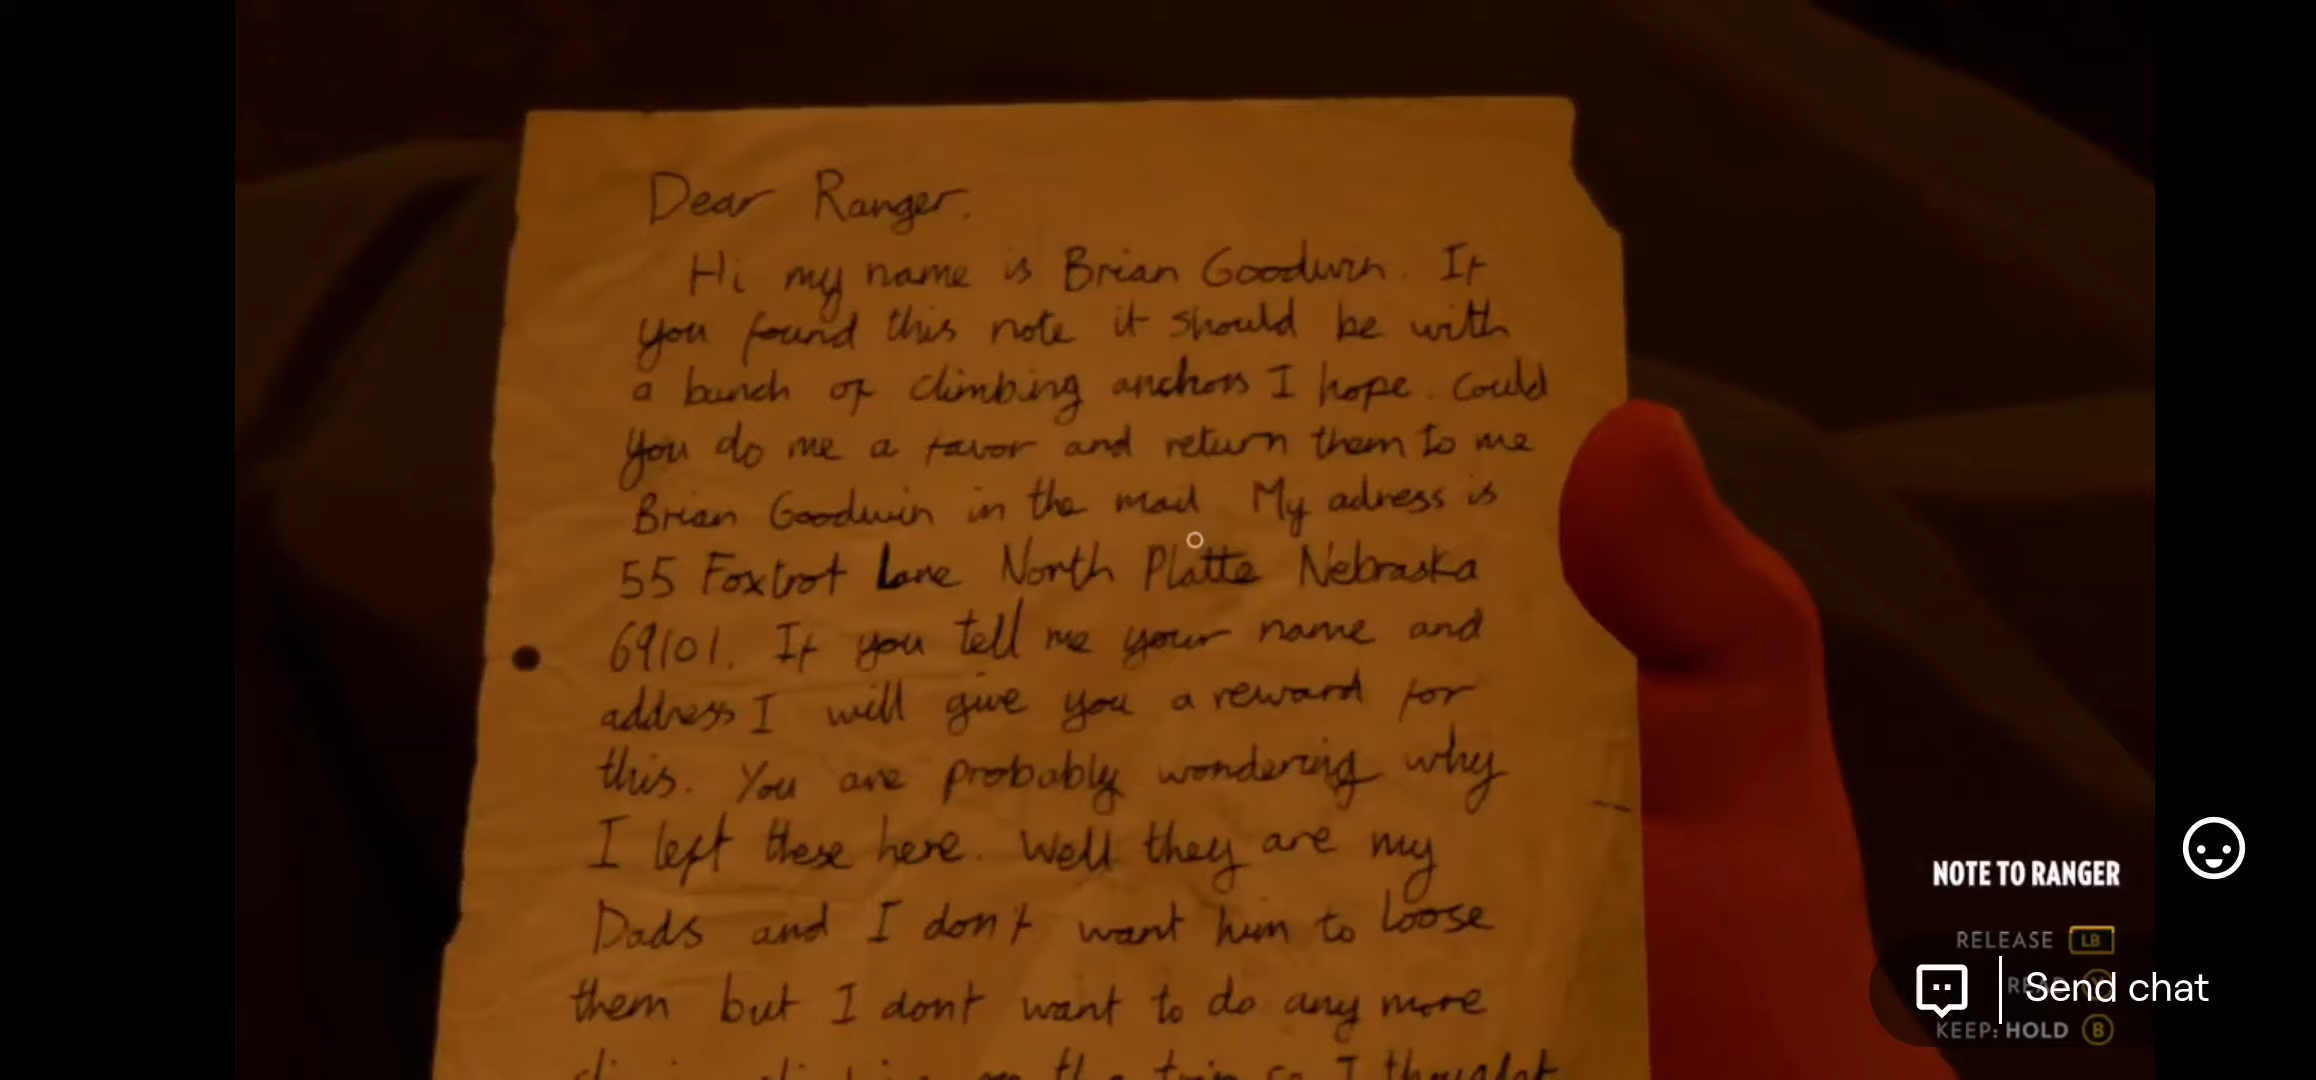 Dear Ranger.
Hi my name is Brian Goodwin. If
you found this note it should be with
a bunch of climbing anchors I hope. Could
you do me a favor and return them to me
Brian Goodwin in the mail My adress is
55 Foxtrot Lane North Platte Nebraska
69101. If you tell me your name and
address I will give you a reward for
this. You are probably wondering why
I left these here. Well they are my
Dads and I don't want him to loose
them but I dont want to do any more
I thought
NOTE TO RANGER
RELEASE LB
Send chat
KEEP: HOLD B